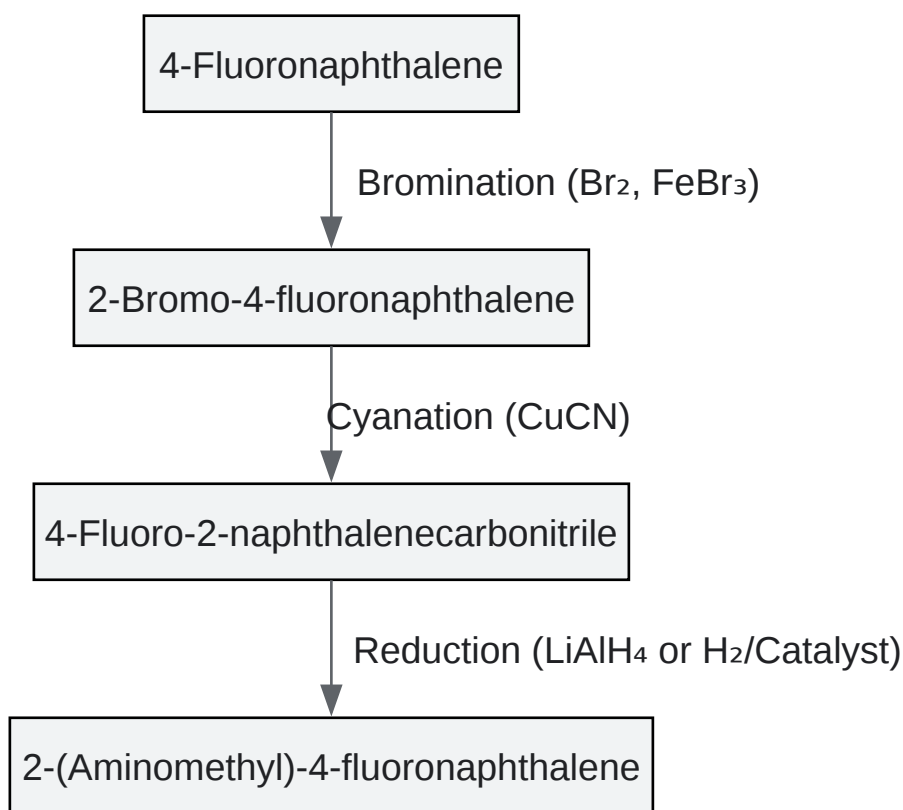 4-Fluoronaphthalene
Bromination (Br₂, FeBr₃)
2-Bromo-4-fluoronaphthalene
Cyanation (CuCN)
4-Fluoro-2-naphthalenecarbonitrile
Reduction (LiAlH₄ or H₂/Catalyst)
2-(Aminomethyl)-4-fluoronaphthalene